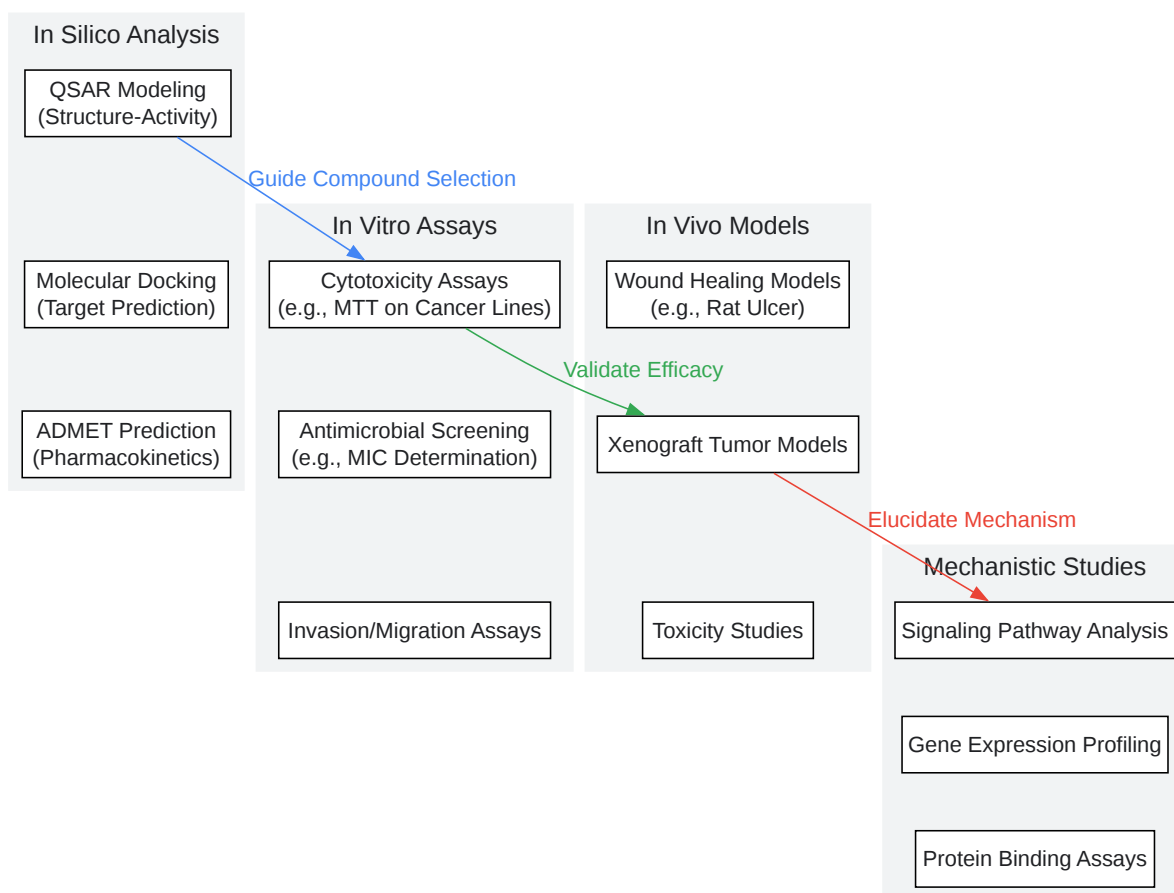 In Silico Analysis
QSAR Modeling
(Structure-Activity)
Guide Compound Selection
Molecular Docking
(Target Prediction)
ADMET Prediction
(Pharmacokinetics)
In Vitro Assays
Cytotoxicity Assays
(e.g., MTT on Cancer Lines)
Validate Efficacy
Antimicrobial Screening
(e.g., MIC Determination)
Invasion/Migration Assays
In Vivo Models
Wound Healing Models
(e.g., Rat Ulcer)
Xenograft Tumor Models
Elucidate Mechanism
Toxicity Studies
Mechanistic Studies
Signaling Pathway Analysis
Gene Expression Profiling
Protein Binding Assays